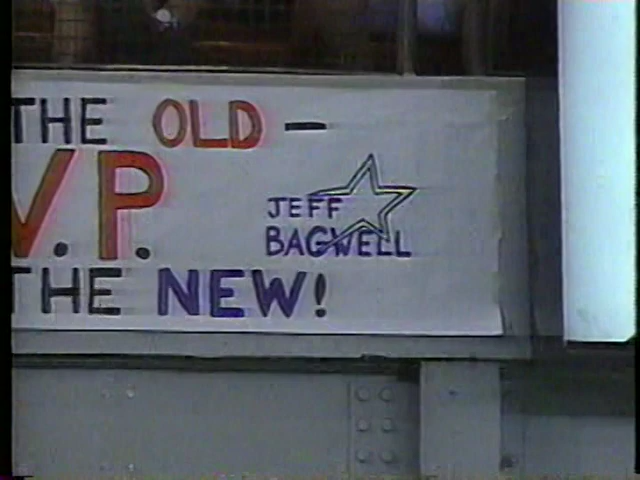 THE OLD —
V.P.
JEFF
BAGWELL
THE NEW!